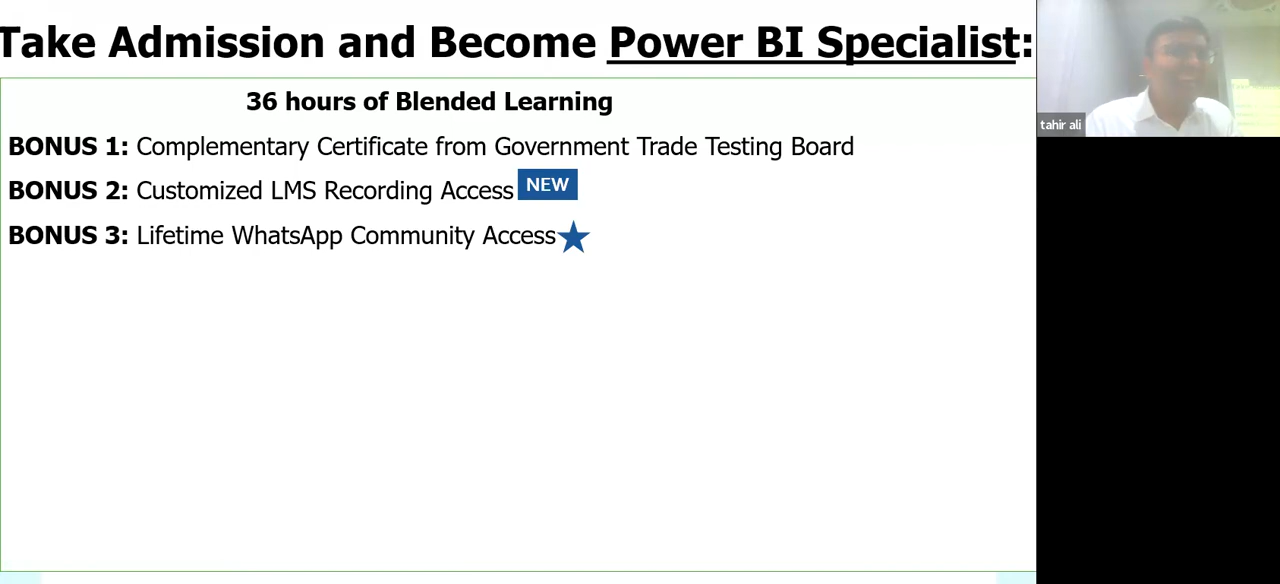 Take Admission and Become Power BI Specialist:
36 hours of Blended Learning
BONUS 1: Complementary Certificate from Government Trade Testing Board
BONUS 2: Customized LMS Recording Access NEW
BONUS 3: Lifetime WhatsApp Community Access
tahir ali